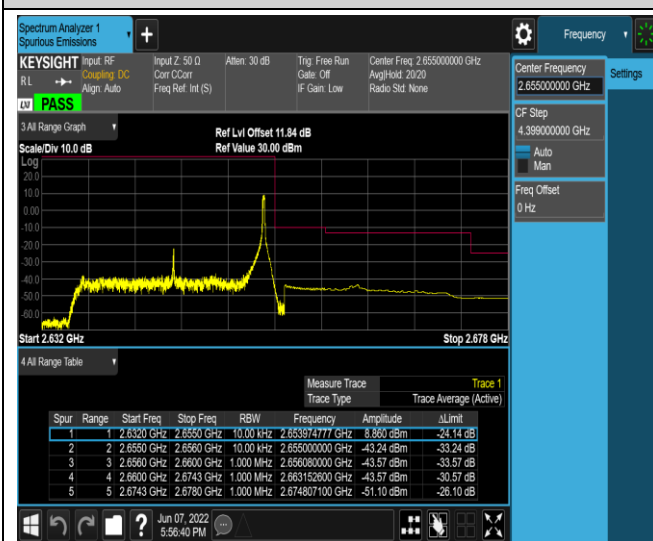 Spectrum Analyzer 1
Spurious Emissions
Frequency
KEYSIGHT Input: RF Input Z: 50 Ω Atten: 30 dB Trig: Free Run Center Freq: 2.655000000 GHz
RL Coupling: DC Corr CCorr Gate: Off Avg|Hold: 20/20
Align: Auto Freq Ref: Int (S) IF Gain: Low Radio Std: None
LXI PASS
Center Frequency
2.655000000 GHz
Settings
CF Step
4.399000000 GHz
Auto
Man
Freq Offset
0 Hz
3 All Range Graph
Ref Lvl Offset 11.84 dB
Scale/Div 10.0 dB Ref Value 30.00 dBm
Log
20.0
10.0
0.00
-10.0
-20.0
-30.0
-40.0
-50.0
-60.0
Start 2.632 GHz Stop 2.678 GHz
4 All Range Table
Measure Trace Trace 1
Trace Type Trace Average (Active)
Spur Range Start Freq Stop Freq RBW Frequency Amplitude ΔLimit
1 1 2.6320 GHz 2.6550 GHz 10.00 kHz 2.653974777 GHz 8.860 dBm -24.14 dB
2 2 2.6550 GHz 2.6560 GHz 10.00 kHz 2.655000000 GHz -43.24 dBm -33.24 dB
3 3 2.6560 GHz 2.6600 GHz 1.000 MHz 2.656080000 GHz -43.57 dBm -33.57 dB
4 4 2.6600 GHz 2.6743 GHz 1.000 MHz 2.663152600 GHz -43.57 dBm -30.57 dB
5 5 2.6743 GHz 2.6780 GHz 1.000 MHz 2.674807100 GHz -51.10 dBm -26.10 dB
Jun 07, 2022
5:56:40 PM